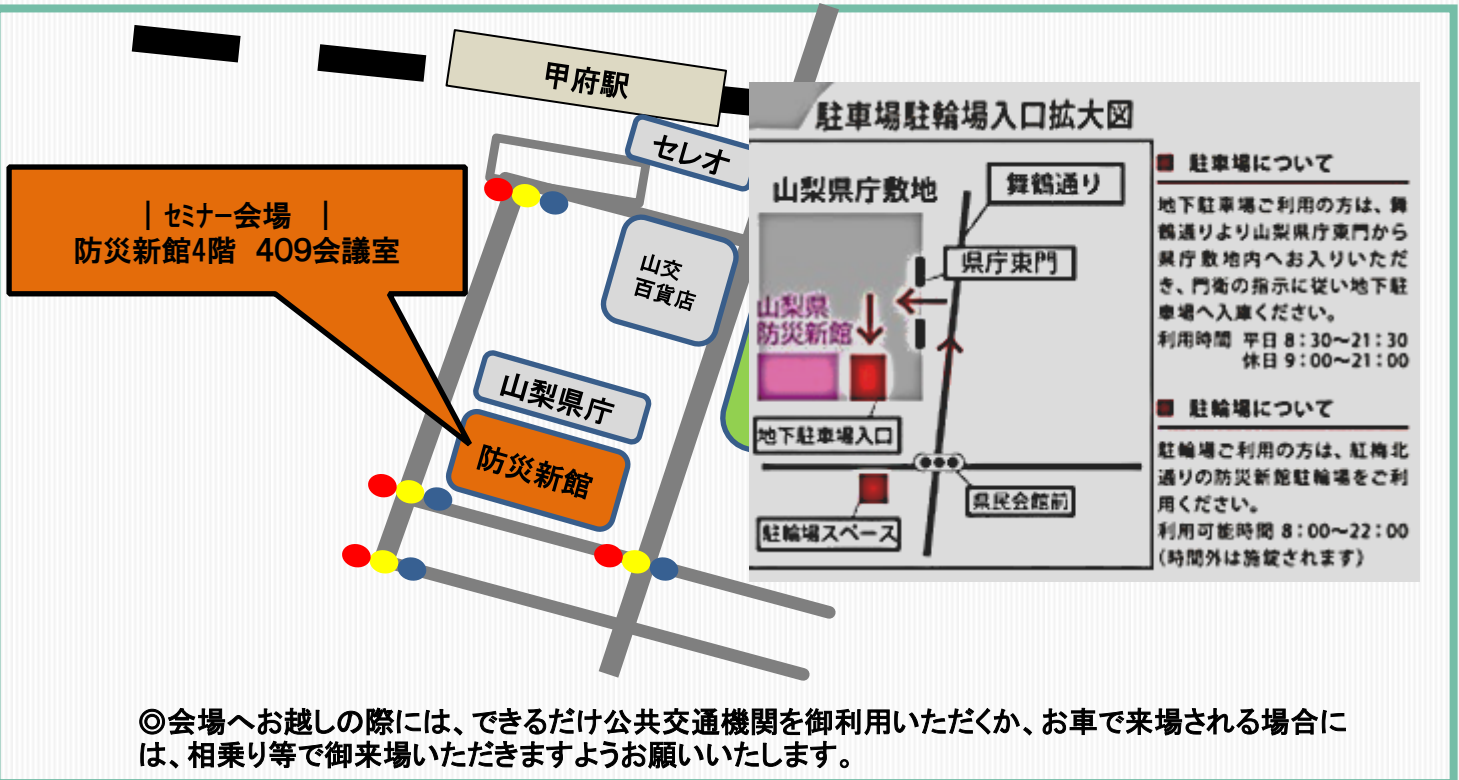 甲府駅
セレオ
| セミナー会場 |
防災新館4階 409会議室
山交
百貨店
山梨県庁
防災新館
駐車場駐輪場入口拡大図
山梨県庁敷地
舞鶴通り
県庁東門
山梨県
防災新館
地下駐車場入口
県民会館前
駐輪場スペース
■ 駐車場について
地下駐車場ご利用の方は、舞
鶴通りより山梨県庁東門から
県庁敷地内へお入りいただ
き、門衛の指示に従い地下駐
車場へ入庫ください。
利用時間 平日 8:30〜21:30
休日 9:00〜21:00
■ 駐輪場について
駐輪場ご利用の方は、紅梅北
通りの防災新館駐輪場をご利
用ください。
利用可能時間 8:00〜22:00
(時間外は施錠されます)
◎会場へお越しの際には、できるだけ公共交通機関を御利用いただくか、お車で来場される場合に
は、相乗り等で御来場いただきますようお願いいたします。